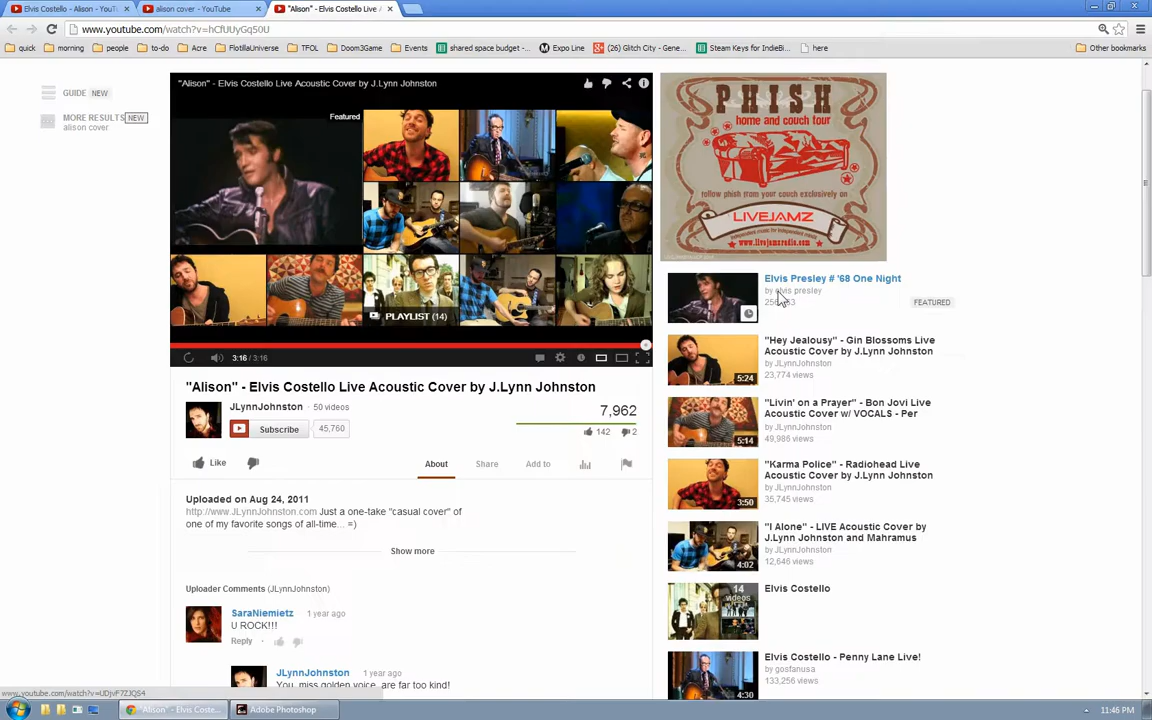 Elvis Costello - Alison - YouT
alison cover - YouTube
"Alison" - Elvis Costello Live A
www.youtube.com/watch?v=hCfUUyGq50U
quick
morning
people
to-do
Acre
FlotillaUniverse
TFOL
Doom3Game
Events
shared space budget -...
Expo Line
(26) Glitch City - Gene...
Steam Keys for IndieBi...
here
Other bookmarks
GUIDE NEW
MORE RESULTS NEW
alison cover
"Alison" - Elvis Costello Live Acoustic Cover by J.Lynn Johnston
Featured
PLAYLIST (14)
3:16 / 3:16
"Alison" - Elvis Costello Live Acoustic Cover by J.Lynn Johnston
JLynnJohnston · 50 videos
Subscribe 45,760
7,962
142 2
Like
About
Share
Add to
Uploaded on Aug 24, 2011
http://www.JLynnJohnston.com Just a one-take "casual cover" of
one of my favorite songs of all-time... =)
Show more
Uploader Comments (JLynnJohnston)
SaraNiemietz 1 year ago
U ROCK!!!
Reply ·
JLynnJohnston 1 year ago
You, miss golden voice, are far too kind!
PHISH
home and couch tour
follow phish from your couch exclusively on
LIVEJAMZ
www.livejamzradio.com
Elvis Presley # '68 One Night
by elvis presley
FEATURED
"Hey Jealousy" - Gin Blossoms Live
Acoustic Cover by J.Lynn Johnston
by JLynnJohnston
23,774 views
5:24
"Livin' on a Prayer" - Bon Jovi Live
Acoustic Cover w/ VOCALS - Per
by JLynnJohnston
49,986 views
5:14
"Karma Police" - Radiohead Live
Acoustic Cover by J.Lynn Johnston
by JLynnJohnston
35,745 views
3:50
"I Alone" - LIVE Acoustic Cover by
J.Lynn Johnston and Mahramus
by JLynnJohnston
12,646 views
4:02
Elvis Costello
14
videos
Elvis Costello - Penny Lane Live!
by gosfanusa
133,256 views
4:30
www.youtube.com/watch?v=UDjvF7ZJQS4
"Alison" - Elvis Coste...
Adobe Photoshop
11:46 PM